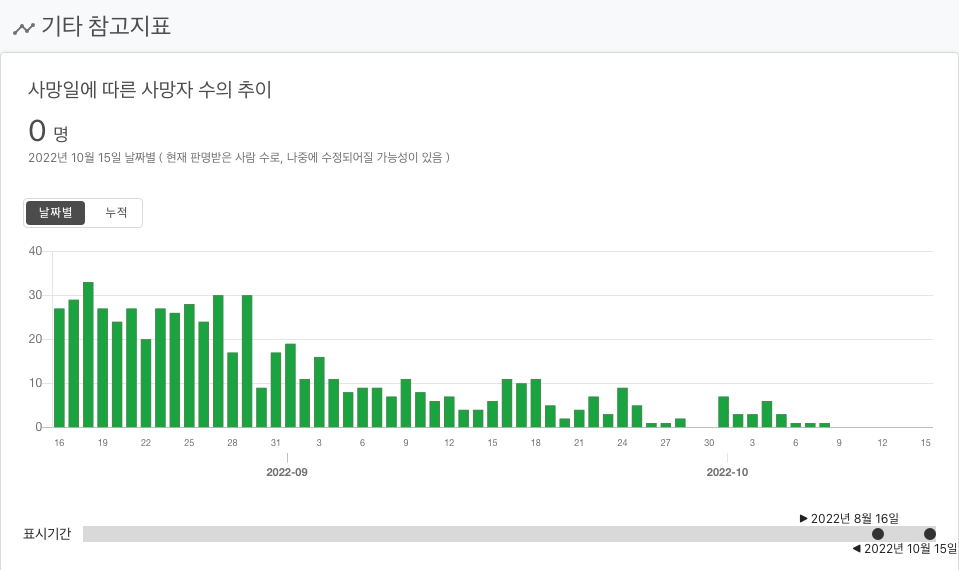 기타 참고지표
사망일에 따른 사망자 수의 추이
0 명
2022년 10월 15일 날짜별 ( 현재 판명받은 사람 수로, 나중에 수정되어질 가능성이 있음 )
날짜별 누적
40
30
20
10
0
16 19 22 25 28 31 3 6 9 12 15 18 21 24 27 30 3 6 9 12 15
2022-09 2022-10
▶ 2022년 8월 16일
표시기간
◀ 2022년 10월 15일